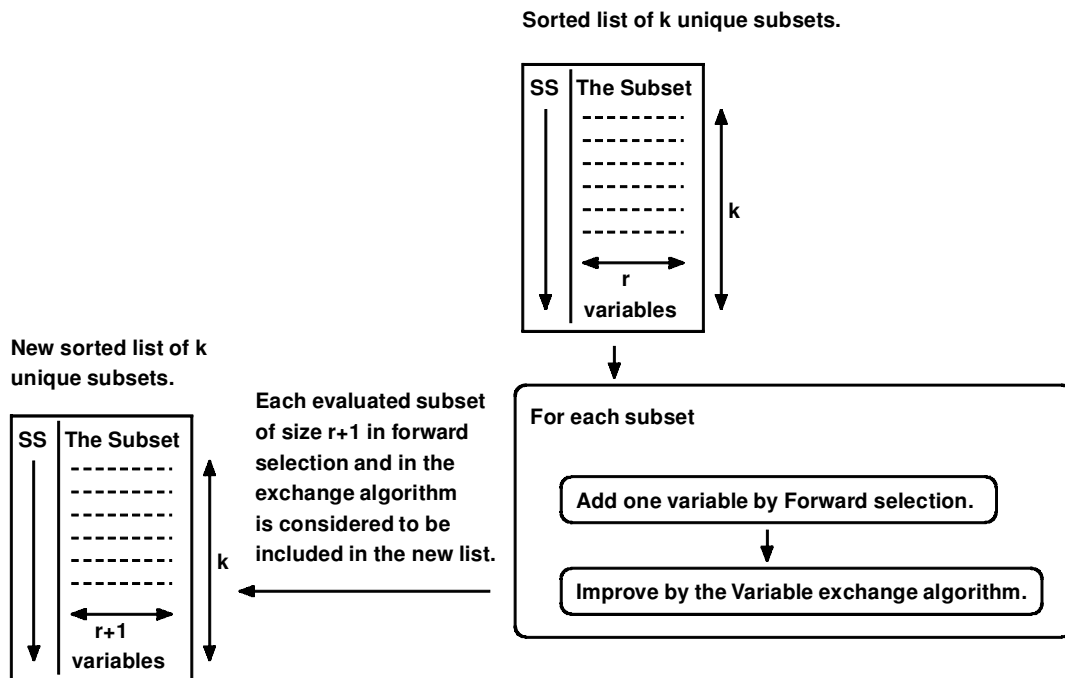 Sorted list of k unique subsets.
SS The Subset
k
r
variables
New sorted list of k
unique subsets.
SS The Subset
k
r+1
variables
Each evaluated subset
of size r+1 in forward
selection and in the
exchange algorithm
is considered to be
included in the new list.
For each subset
Add one variable by Forward selection.
Improve by the Variable exchange algorithm.